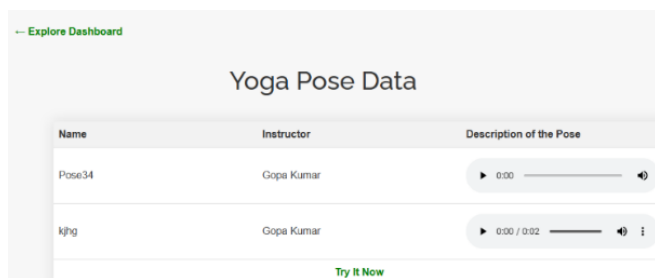 ← Explore Dashboard
Yoga Pose Data
Name Instructor Description of the Pose
Pose34 Gopa Kumar 0:00
kjhg Gopa Kumar 0:00 / 0:02
Try It Now